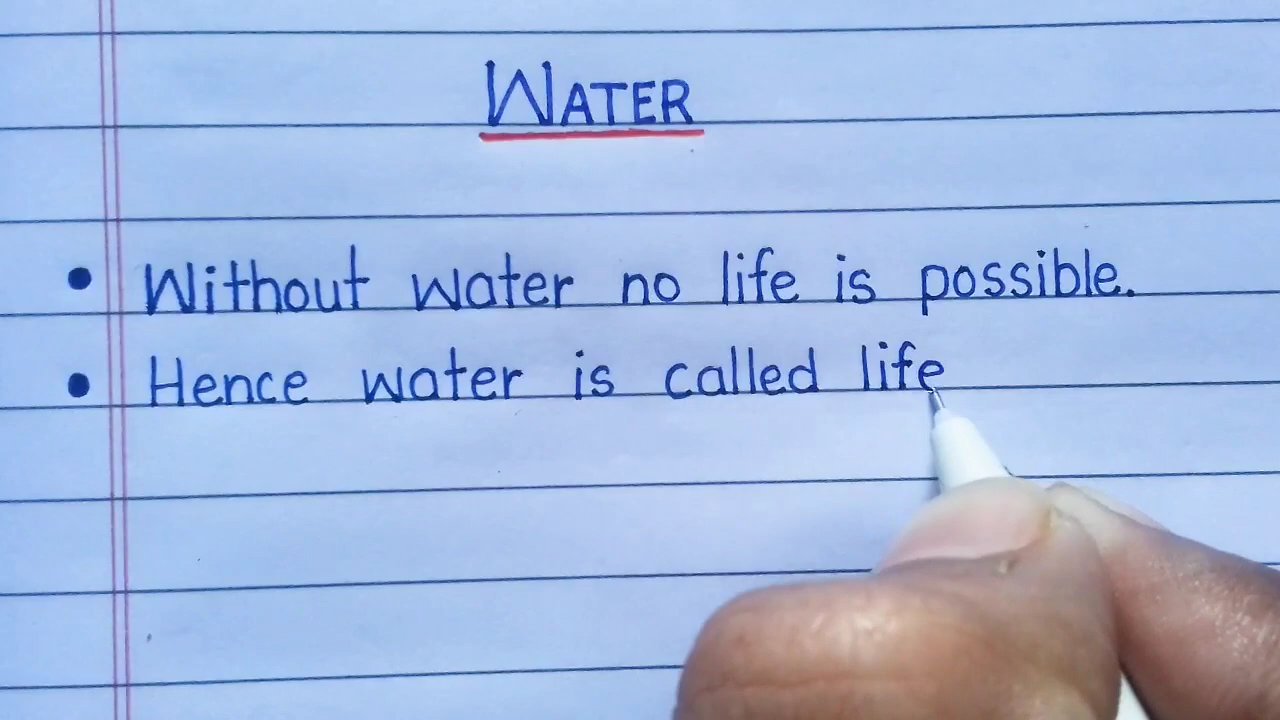 WATER
• Without water no life is possible.
• Hence water is called life